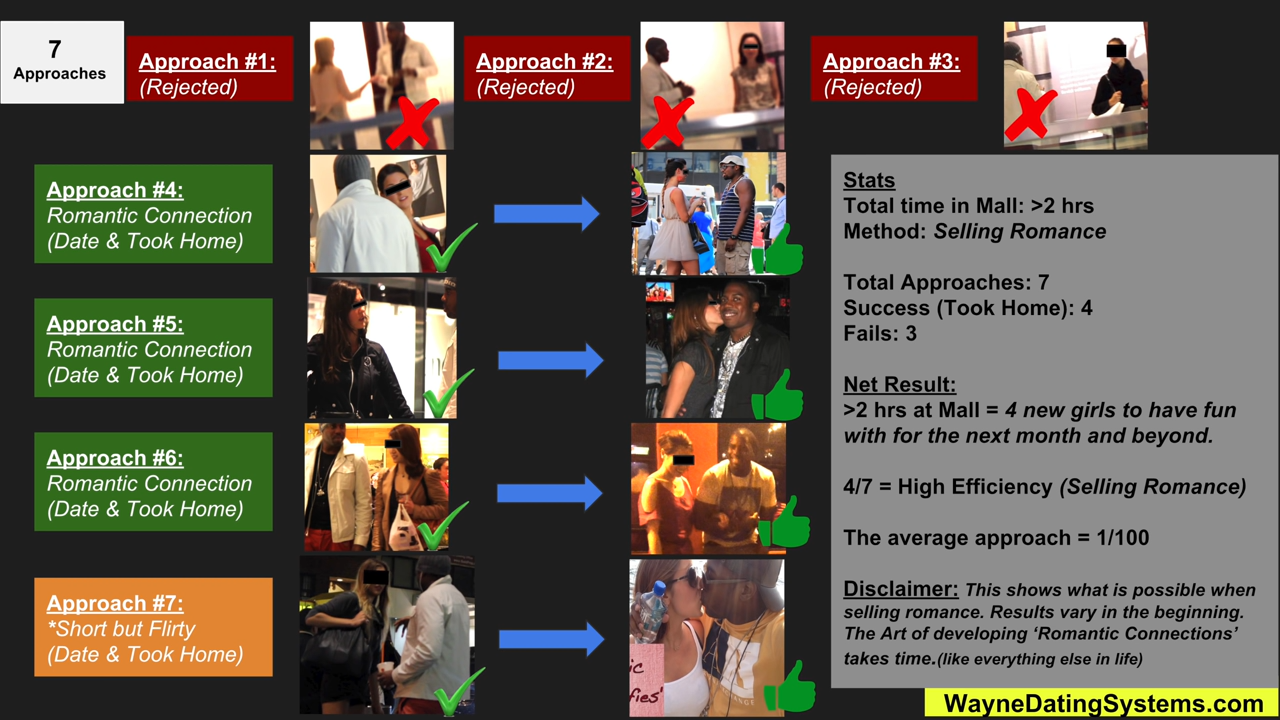 7
Approaches
Approach #1:
(Rejected)
Approach #2:
(Rejected)
Approach #3:
(Rejected)
Approach #4:
Romantic Connection
(Date & Took Home)
Approach #5:
Romantic Connection
(Date & Took Home)
Approach #6:
Romantic Connection
(Date & Took Home)
Approach #7:
*Short but Flirty
(Date & Took Home)
ic
fies'
Stats
Total time in Mall: >2 hrs
Method: Selling Romance
Total Approaches: 7
Success (Took Home): 4
Fails: 3
Net Result:
>2 hrs at Mall = 4 new girls to have fun
with for the next month and beyond.
4/7 = High Efficiency (Selling Romance)
The average approach = 1/100
Disclaimer: This shows what is possible when
selling romance. Results vary in the beginning.
The Art of developing ‘Romantic Connections’
takes time.(like everything else in life)
WayneDatingSystems.com